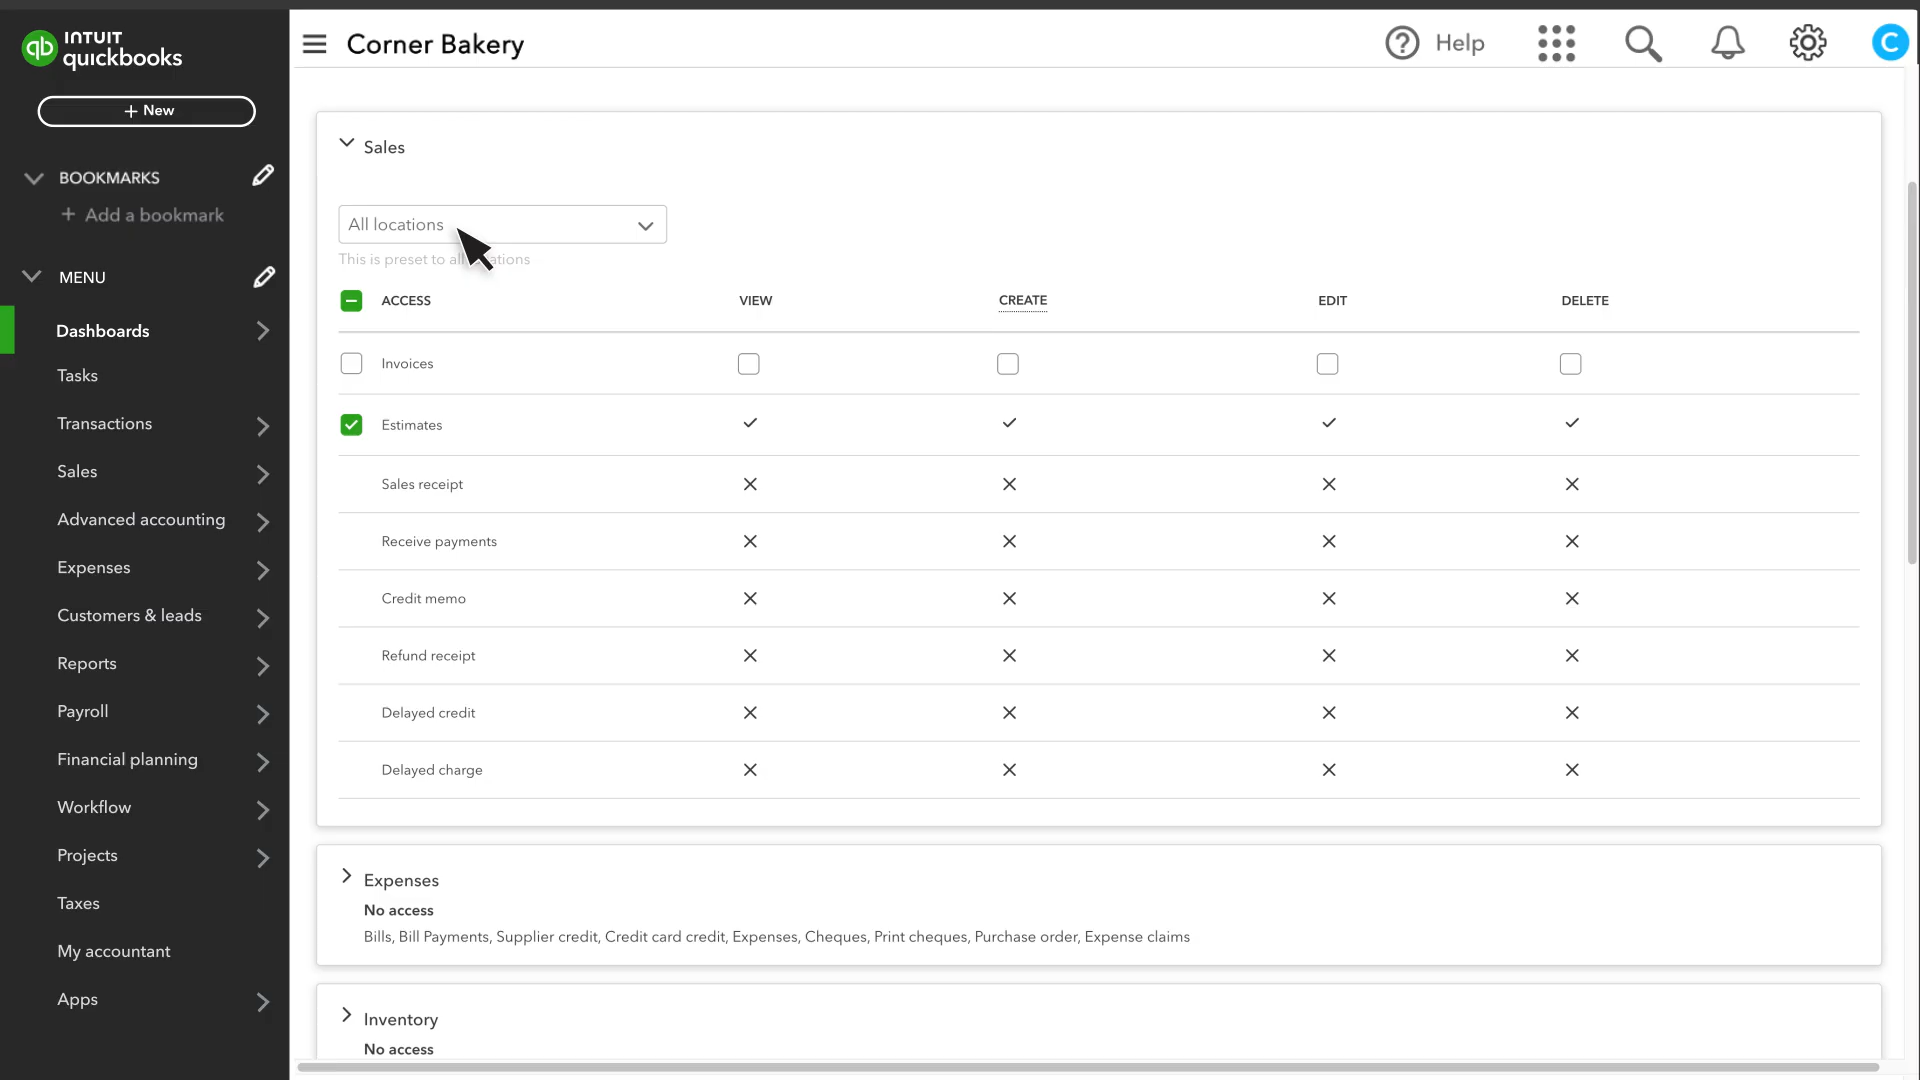 INTUIT
quickbooks
+ New
BOOKMARKS
+ Add a bookmark
MENU
Dashboards
Tasks
Transactions
Sales
Advanced accounting
Expenses
Customers & leads
Reports
Payroll
Financial planning
Workflow
Projects
Taxes
My accountant
Apps
Corner Bakery
Help
C
Sales
All locations
This is preset to all locations
ACCESS VIEW CREATE EDIT DELETE
Invoices
Estimates
Sales receipt
Receive payments
Credit memo
Refund receipt
Delayed credit
Delayed charge
Expenses
No access
Bills, Bill Payments, Supplier credit, Credit card credit, Expenses, Cheques, Print cheques, Purchase order, Expense claims
Inventory
No access